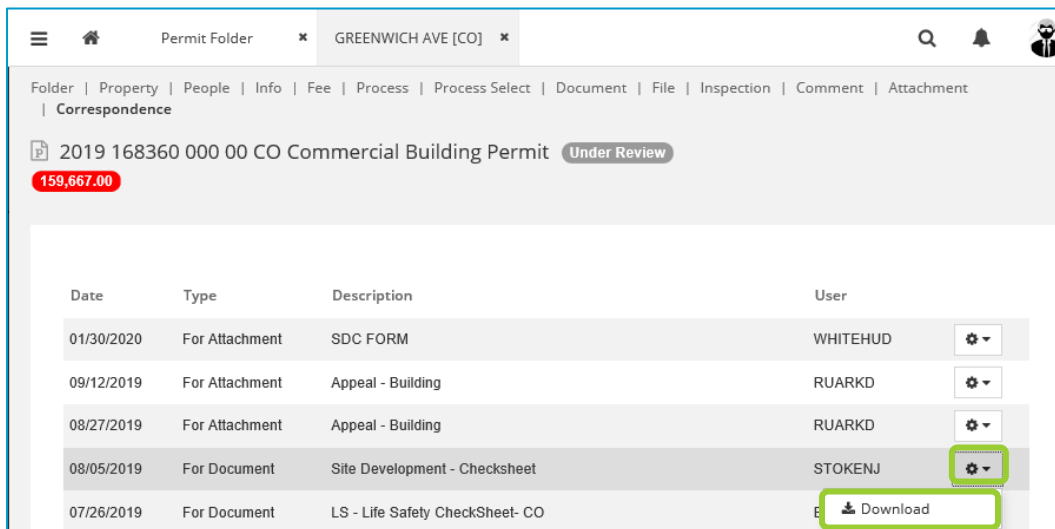 Permit Folder × GREENWICH AVE [CO] ×
Folder | Property | People | Info | Fee | Process | Process Select | Document | File | Inspection | Comment | Attachment
| Correspondence
2019 168360 000 00 CO Commercial Building Permit Under Review
159,667.00
Date Type Description User
01/30/2020 For Attachment SDC FORM WHITEHUD
09/12/2019 For Attachment Appeal - Building RUARKD
08/27/2019 For Attachment Appeal - Building RUARKD
08/05/2019 For Document Site Development - Checksheet STOKENJ
07/26/2019 For Document LS - Life Safety CheckSheet- CO Download